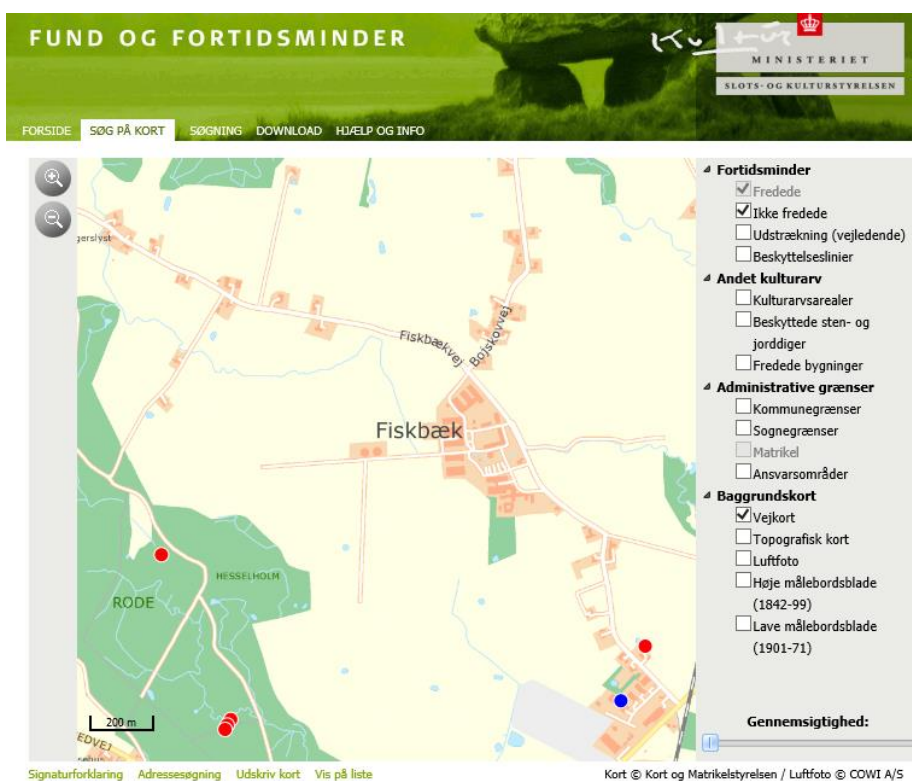 FUND OG FORTIDSMINDER
Kultur
MINISTERIET
SLOTS- OG KULTURSTYRELSEN
FORSIDE SØG PÅ KORT SØGNING DOWNLOAD HJÆLP OG INFO
gerslyst
Fiskbækvej
Bojskovvej
Fiskbæk
HESSELHOLM
RODE
200 m
EDVEJ
Fortidsminder
Fredede
Ikke fredede
Udstrækning (vejledende)
Beskyttelseslinier
Andet kulturarv
Kulturarvsarealer
Beskyttede sten- og
jorddiger
Fredede bygninger
Administrative grænser
Kommunegrænser
Sognegrænser
Matrikel
Ansvarsområder
Baggrundskort
Vejkort
Topografisk kort
Luftfoto
Høje målebordsblade
(1842-99)
Lave målebordsblade
(1901-71)
Gennemsigtighed:
Signaturforklaring Adressesøgning Udskriv kort Vis på liste
Kort © Kort og Matrikelstyrelsen / Luftfoto © COWI A/S